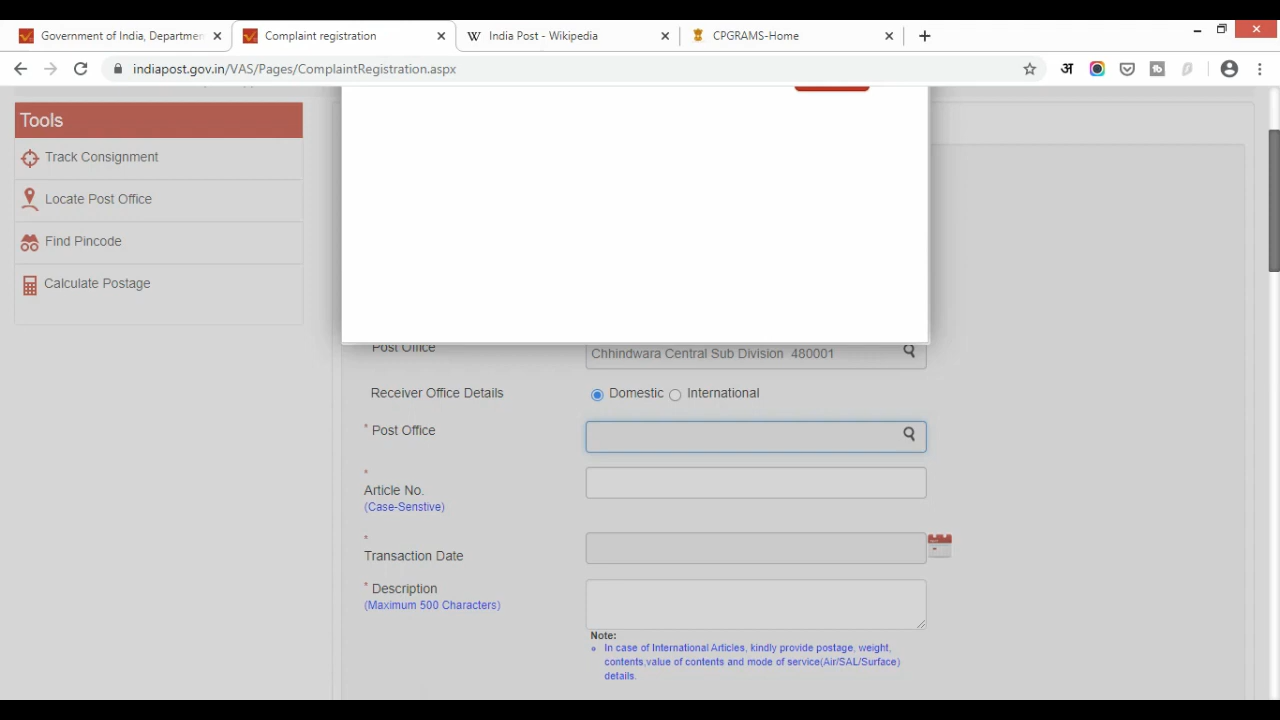 Government of India, Departmen
Complaint registration
India Post - Wikipedia
CPGRAMS-Home
indiapost.gov.in/VAS/Pages/ComplaintRegistration.aspx
अ
Tools
Track Consignment
Locate Post Office
Find Pincode
Calculate Postage
Post Office
Chhindwara Central Sub Division 480001
Receiver Office Details
Domestic
International
* Post Office
*
Article No.
(Case-Senstive)
*
Transaction Date
* Description
(Maximum 500 Characters)
Note:
In case of International Articles, kindly provide postage, weight,
contents,value of contents and mode of service(Air/SAL/Surface)
details.